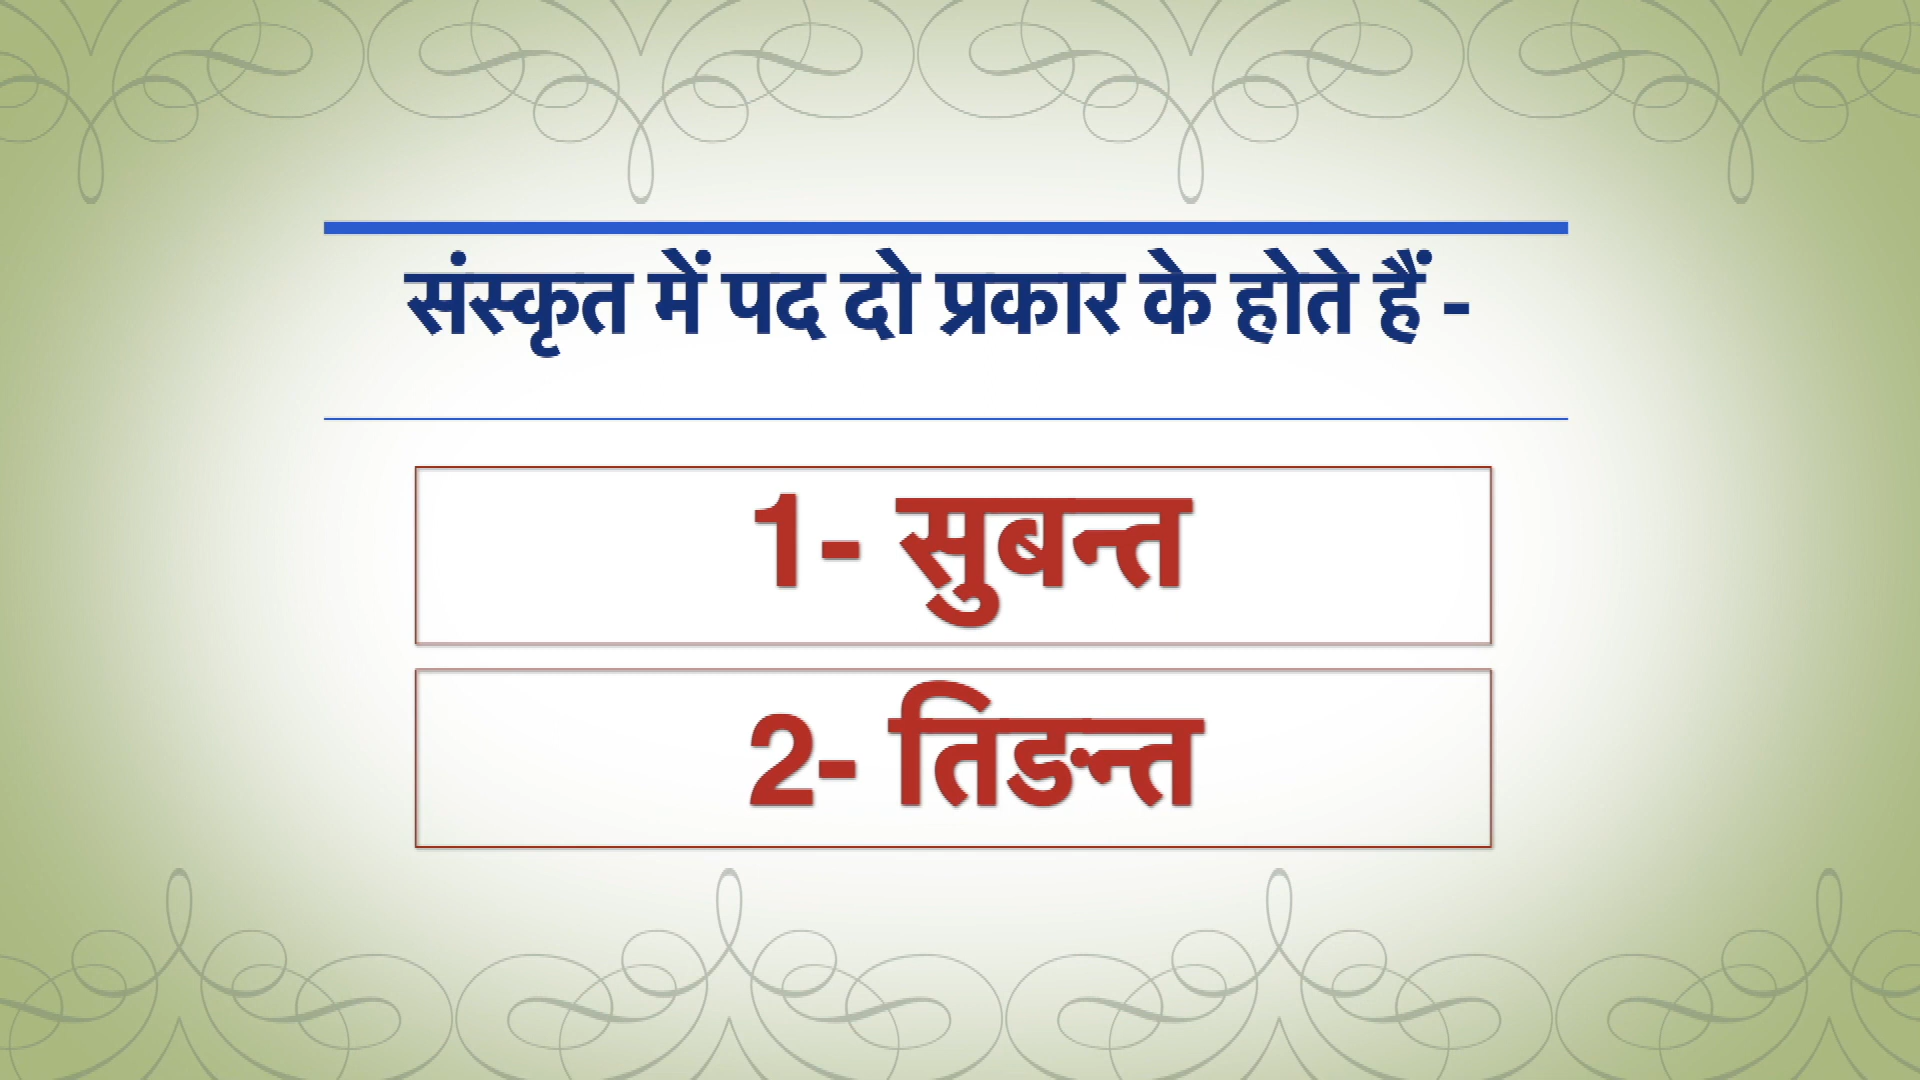 संस्कृत में पद दो प्रकार के होते हैं -
1- सुबन्त
2- तिङन्त